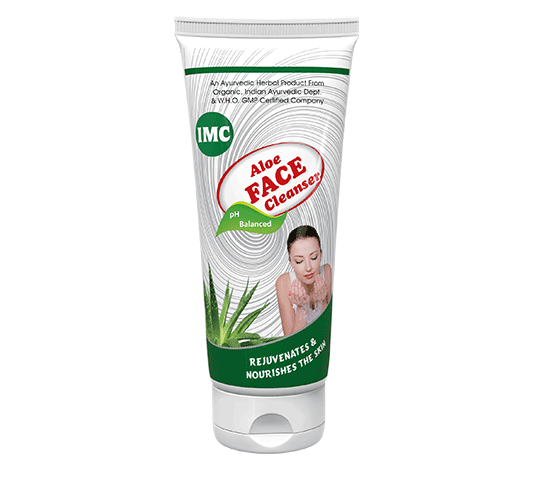 An Ayurvedic Herbal Product From
Organic, Indian Ayurvedic Dept.
& W.H.O. GMP Certified Company
IMC
Aloe
FACE
Cleanser
pH
Balanced
REJUVENATES &
NOURISHES THE SKIN